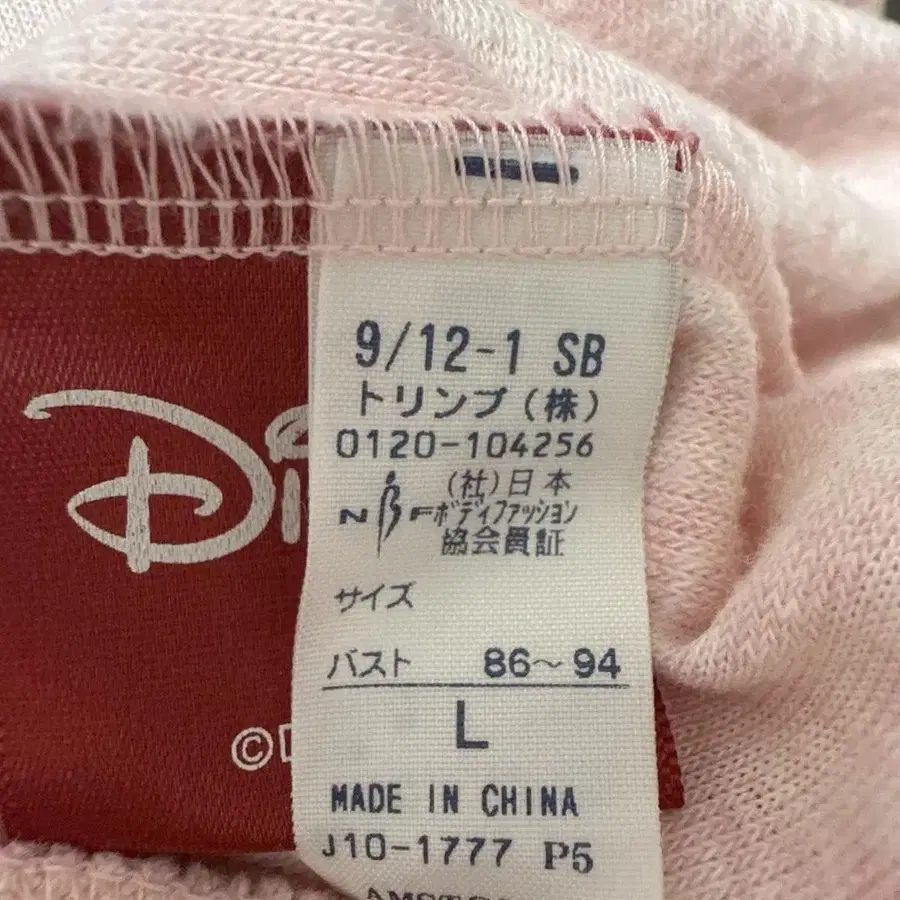 9/12-1 SB
トリンプ(株)
0120-104256
(社)日本
NBF ボディファッション
協会員証
サイズ
バスト 86~94
L
MADE IN CHINA
J10-1777 P5